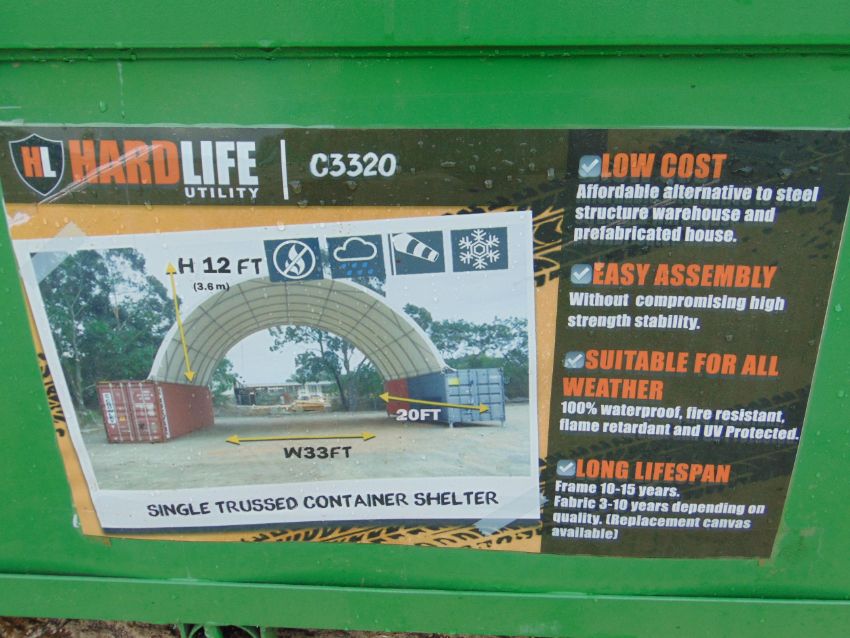 HL HARDLIFE
UTILITY
C3320
H 12 FT
(3.6m)
20FT
W33FT
SINGLE TRUSSED CONTAINER SHELTER
LOW COST
Affordable alternative to steel
structure warehouse and
prefabricated house.
EASY ASSEMBLY
Without compromising high
strength stability.
SUITABLE FOR ALL
WEATHER
100% waterproof, fire resistant,
flame retardant and UV Protected.
LONG LIFESPAN
Frame 10-15 years.
Fabric 3-10 years depending on
quality. (Replacement canvas
available)